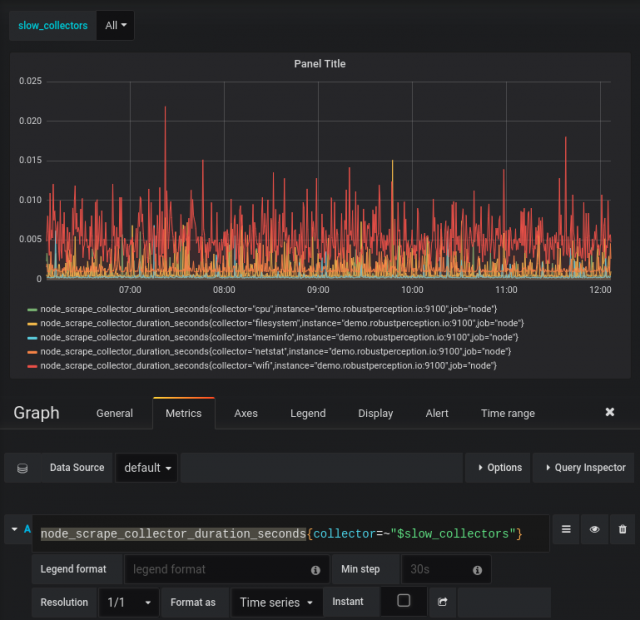 slow_collectors All
Panel Title
0.025
0.020
0.015
0.010
0.005
0
07:00 08:00 09:00 10:00 11:00 12:00
node_scrape_collector_duration_seconds{collector="cpu",instance="demo.robustperception.io:9100",job="node"}
node_scrape_collector_duration_seconds{collector="filesystem",instance="demo.robustperception.io:9100",job="node"}
node_scrape_collector_duration_seconds{collector="meminfo",instance="demo.robustperception.io:9100",job="node"}
node_scrape_collector_duration_seconds{collector="netstat",instance="demo.robustperception.io:9100",job="node"}
node_scrape_collector_duration_seconds{collector="wifi",instance="demo.robustperception.io:9100",job="node"}
Graph General Metrics Axes Legend Display Alert Time range
Data Source default Options Query Inspector
A node_scrape_collector_duration_seconds{collector=~"$slow_collectors"}
Legend format legend format Min step 30s
Resolution 1/1 Format as Time series Instant